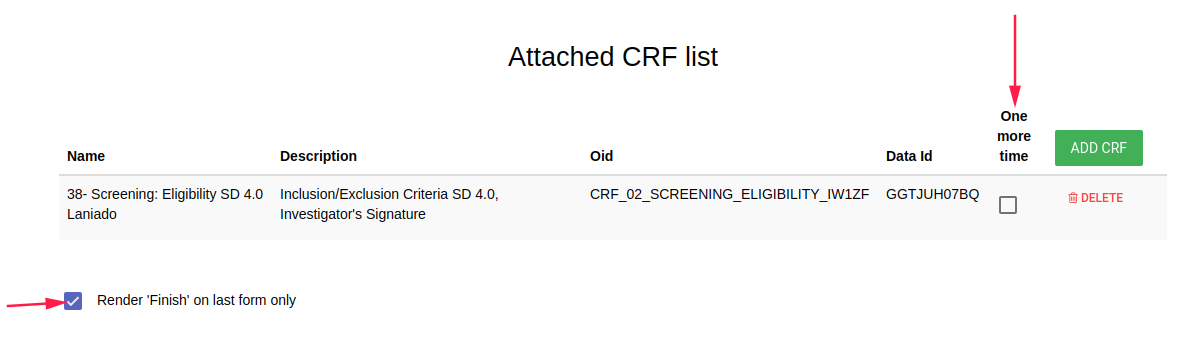 Attached CRF list
One
more
time
Name Description Oid Data Id ADD CRF
38- Screening: Eligibility SD 4.0 Inclusion/Exclusion Criteria SD 4.0, CRF_02_SCREENING_ELIGIBILITY_IW1ZF GGTJUH07BQ DELETE
Laniado Investigator's Signature
Render 'Finish' on last form only